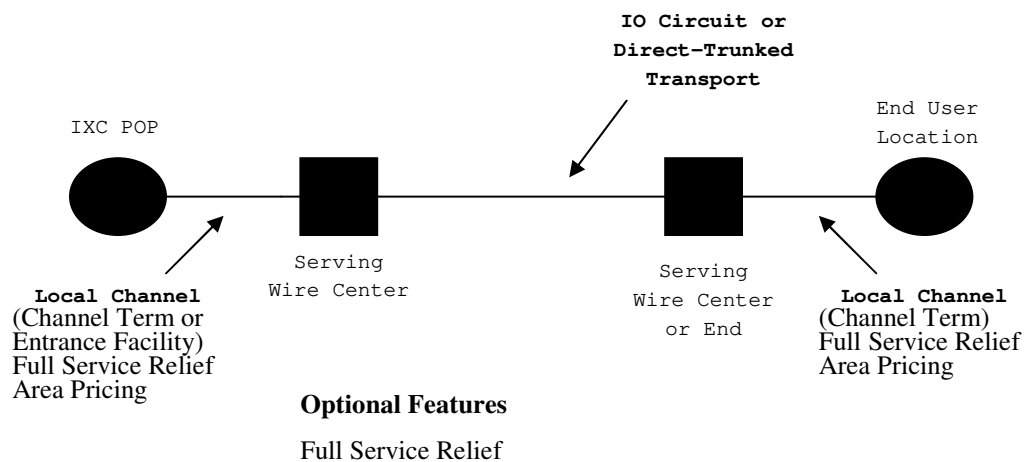 IO Circuit or
Direct-Trunked
Transport
IXC POP
End User
Location
Serving
Wire Center
Serving
Wire Center
or End
Local Channel
(Channel Term or
Entrance Facility)
Full Service Relief
Area Pricing
Local Channel
(Channel Term)
Full Service Relief
Area Pricing
Optional Features
Full Service Relief